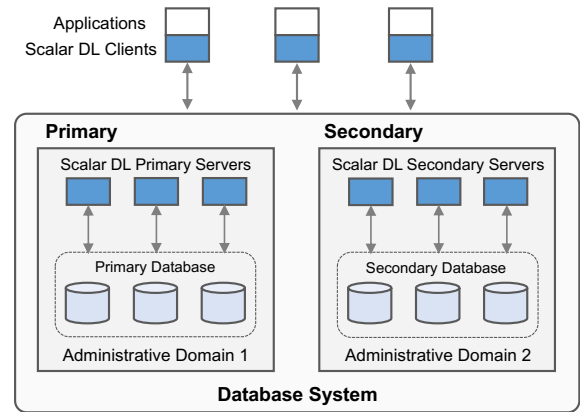 Applications
Scalar DL Clients
Primary
Secondary
Scalar DL Primary Servers
Scalar DL Secondary Servers
Primary Database
Secondary Database
Administrative Domain 1
Administrative Domain 2
Database System